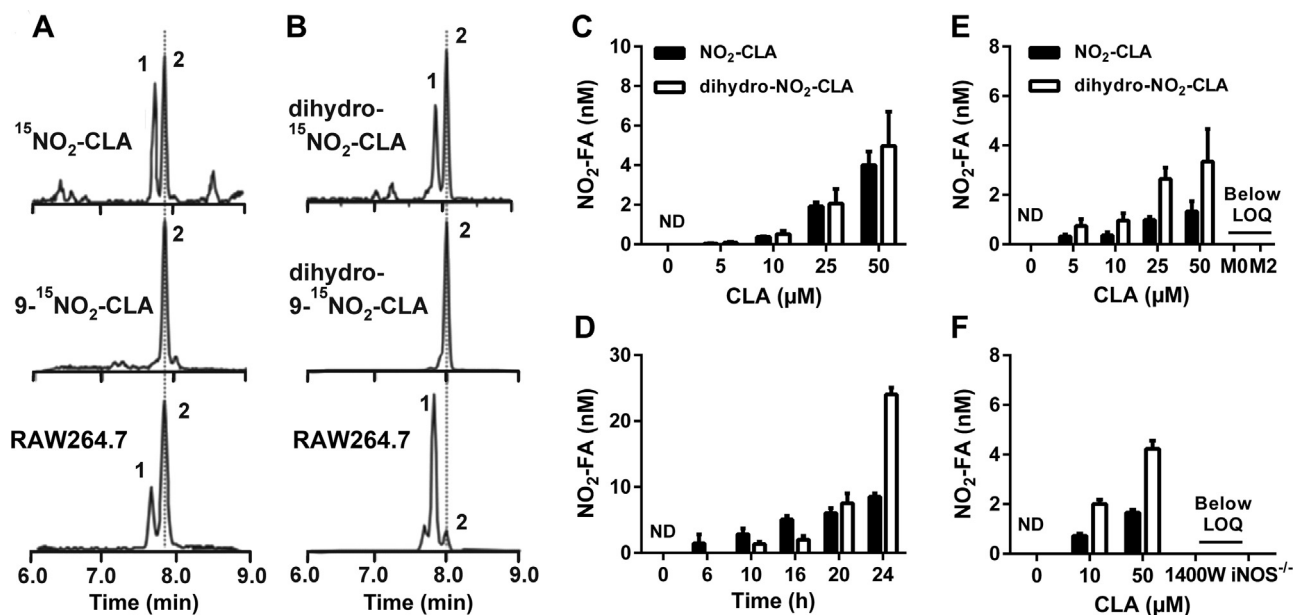 A
1
2
¹⁵NO₂-CLA
2
9-¹⁵NO₂-CLA
RAW264.7
1
2
6.0 7.0 8.0 9.0
Time (min)
B
1
2
dihydro-
¹⁵NO₂-CLA
2
dihydro-
9-¹⁵NO₂-CLA
RAW264.7
1
2
6.0 7.0 8.0 9.0
Time (min)
C
NO₂-FA (nM)
10
8
6
4
2
0
NO₂-CLA
dihydro-NO₂-CLA
ND
0 5 10 25 50
CLA (µM)
D
NO₂-FA (nM)
30
20
10
0
ND
0 6 10 16 20 24
Time (h)
E
NO₂-FA (nM)
8
6
4
2
0
NO₂-CLA
dihydro-NO₂-CLA
ND
Below
LOQ
0 5 10 25 50 M0 M2
CLA (µM)
F
NO₂-FA (nM)
8
6
4
2
0
ND
Below
LOQ
0 10 50 1400W iNOS⁻/⁻
CLA (µM)